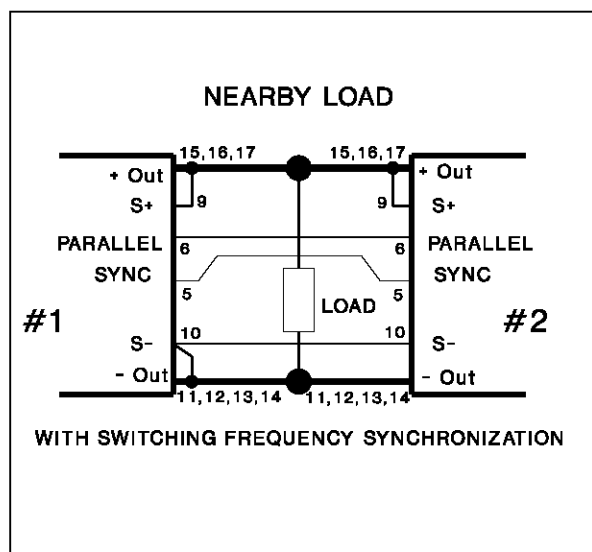 NEARBY LOAD
15,16,17 15,16,17
+ Out + Out
S+ 9 9 S+
PARALLEL 6 6 PARALLEL
SYNC 5 5 SYNC
LOAD
#1 #2
S- 10 10 S-
- Out - Out
11,12,13,14 11,12,13,14
WITH SWITCHING FREQUENCY SYNCHRONIZATION